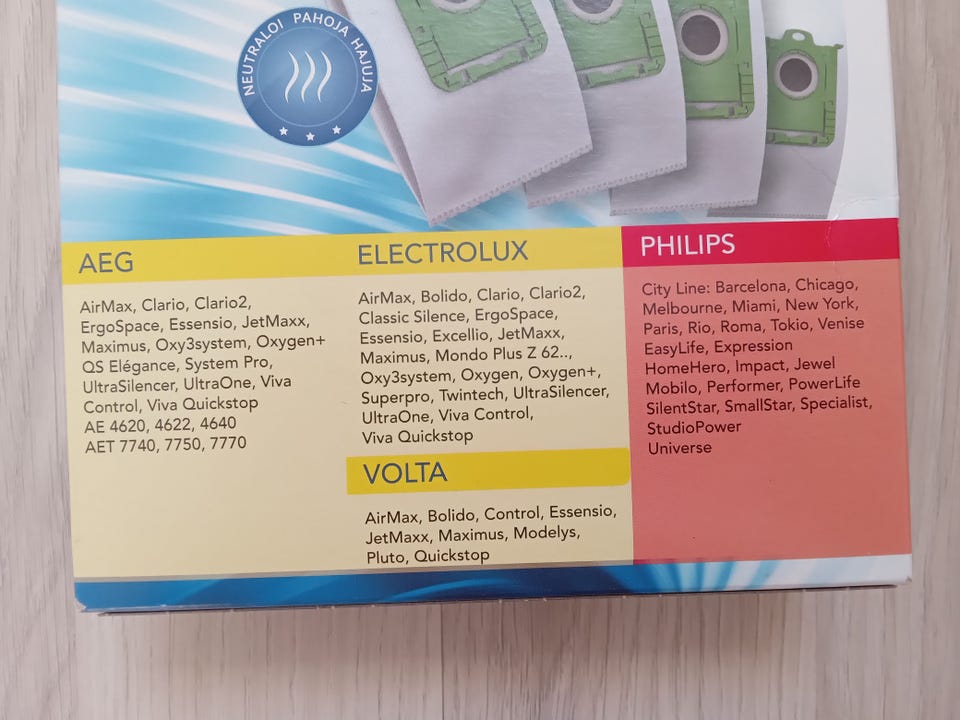 NEUTRALOI PAHOJA HAJUJA
AEG
AirMax, Clario, Clario2,
ErgoSpace, Essensio, JetMaxx,
Maximus, Oxy3system, Oxygen+
QS Elégance, System Pro,
UltraSilencer, UltraOne, Viva
Control, Viva Quickstop
AE 4620, 4622, 4640
AET 7740, 7750, 7770
ELECTROLUX
AirMax, Bolido, Clario, Clario2,
Classic Silence, ErgoSpace,
Essensio, Excellio, JetMaxx,
Maximus, Mondo Plus Z 62..,
Oxy3system, Oxygen, Oxygen+,
Superpro, Twintech, UltraSilencer,
UltraOne, Viva Control,
Viva Quickstop
VOLTA
AirMax, Bolido, Control, Essensio,
JetMaxx, Maximus, Modelys,
Pluto, Quickstop
PHILIPS
City Line: Barcelona, Chicago,
Melbourne, Miami, New York,
Paris, Rio, Roma, Tokio, Venise
EasyLife, Expression
HomeHero, Impact, Jewel
Mobilo, Performer, PowerLife
SilentStar, SmallStar, Specialist,
StudioPower
Universe